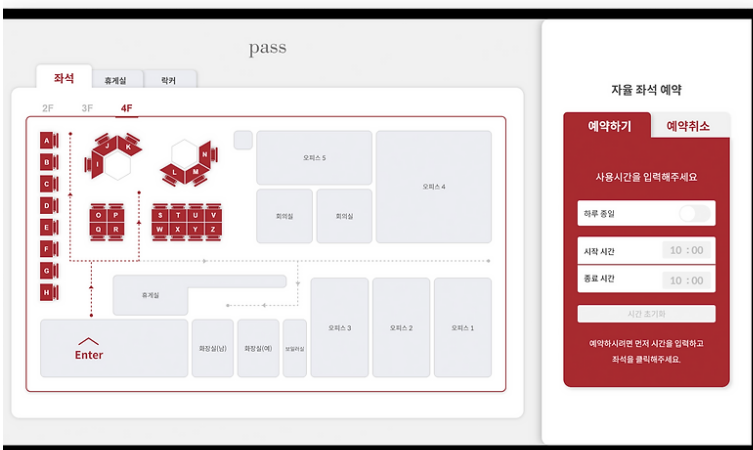 pass
좌석
휴게실
락커
2F
3F
4F
A
B
C
D
E
F
G
H
I
J
K
L
M
H
O P
Q R
S T U V
W X Y Z
오피스 5
오피스 4
회의실
회의실
휴게실
Enter
화장실(남)
화장실(여)
보일러실
오피스 3
오피스 2
오피스 1
자율 좌석 예약
예약하기
예약취소
사용시간을 입력해주세요
하루 종일
시작 시간
10 : 00
종료 시간
10 : 00
시간 초기화
예약하시려면 먼저 시간을 입력하고
좌석을 클릭해주세요.